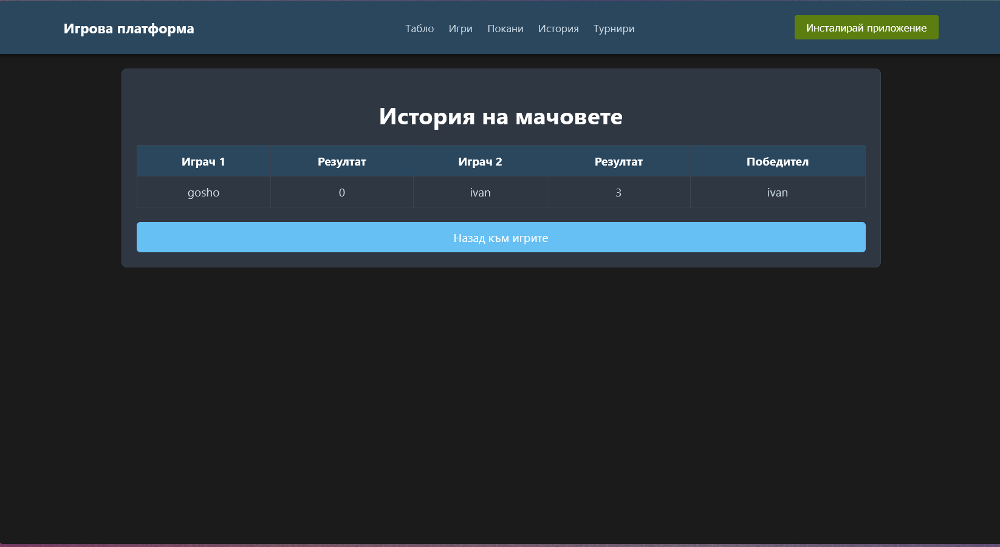 Игрова платформа
Табло Игри Покани История Турнири
Инсталирай приложение
История на мачовете
Играч 1 Резултат Играч 2 Резултат Победител
gosho 0 ivan 3 ivan
Назад към игрите